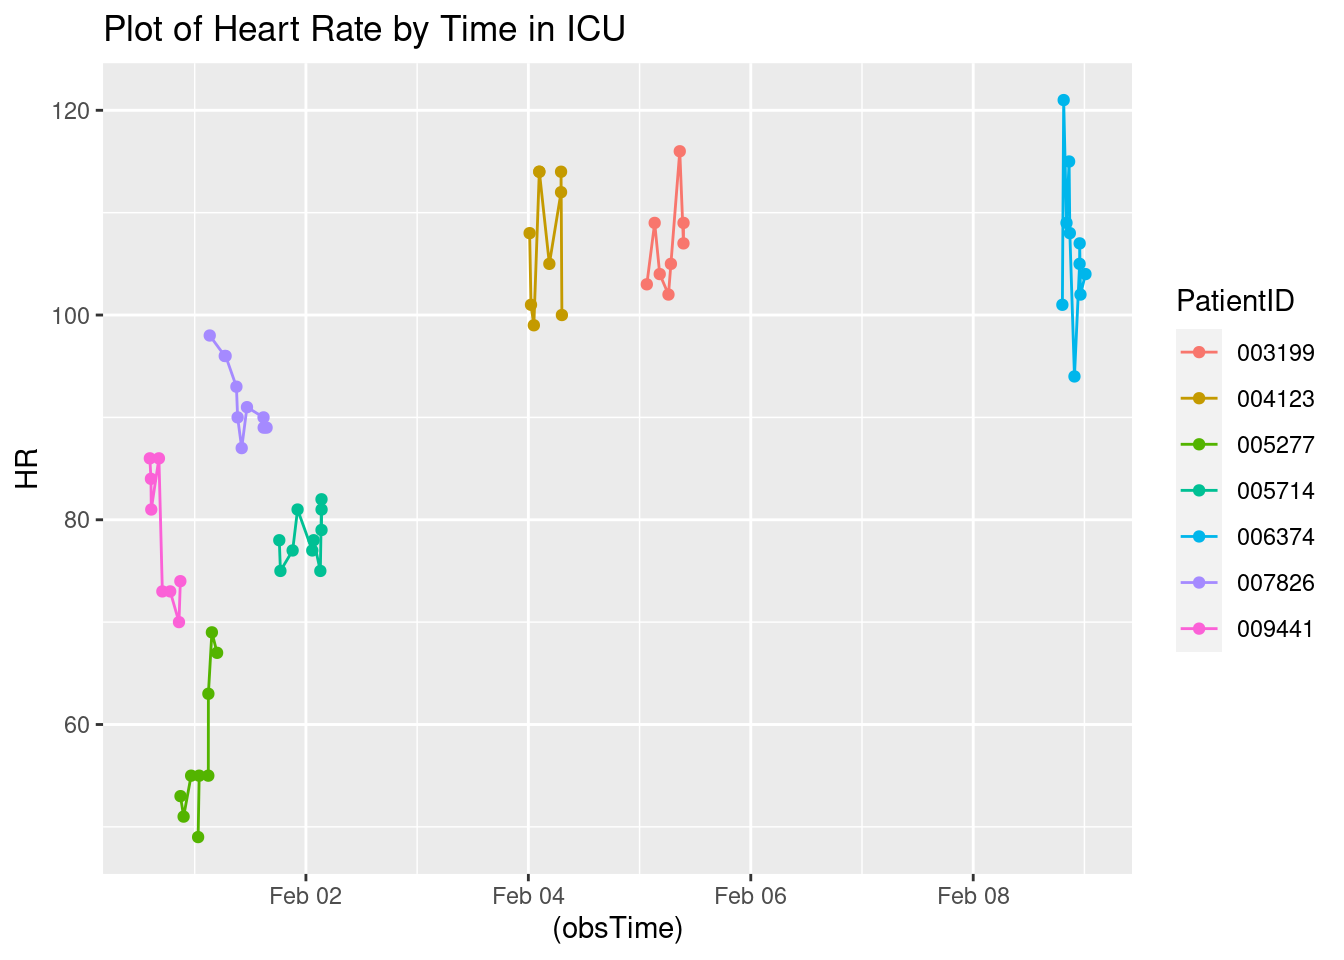 Plot of Heart Rate by Time in ICU
120
100
80
60
HR
Feb 02
Feb 04
Feb 06
Feb 08
(obsTime)
PatientID
003199
004123
005277
005714
006374
007826
009441